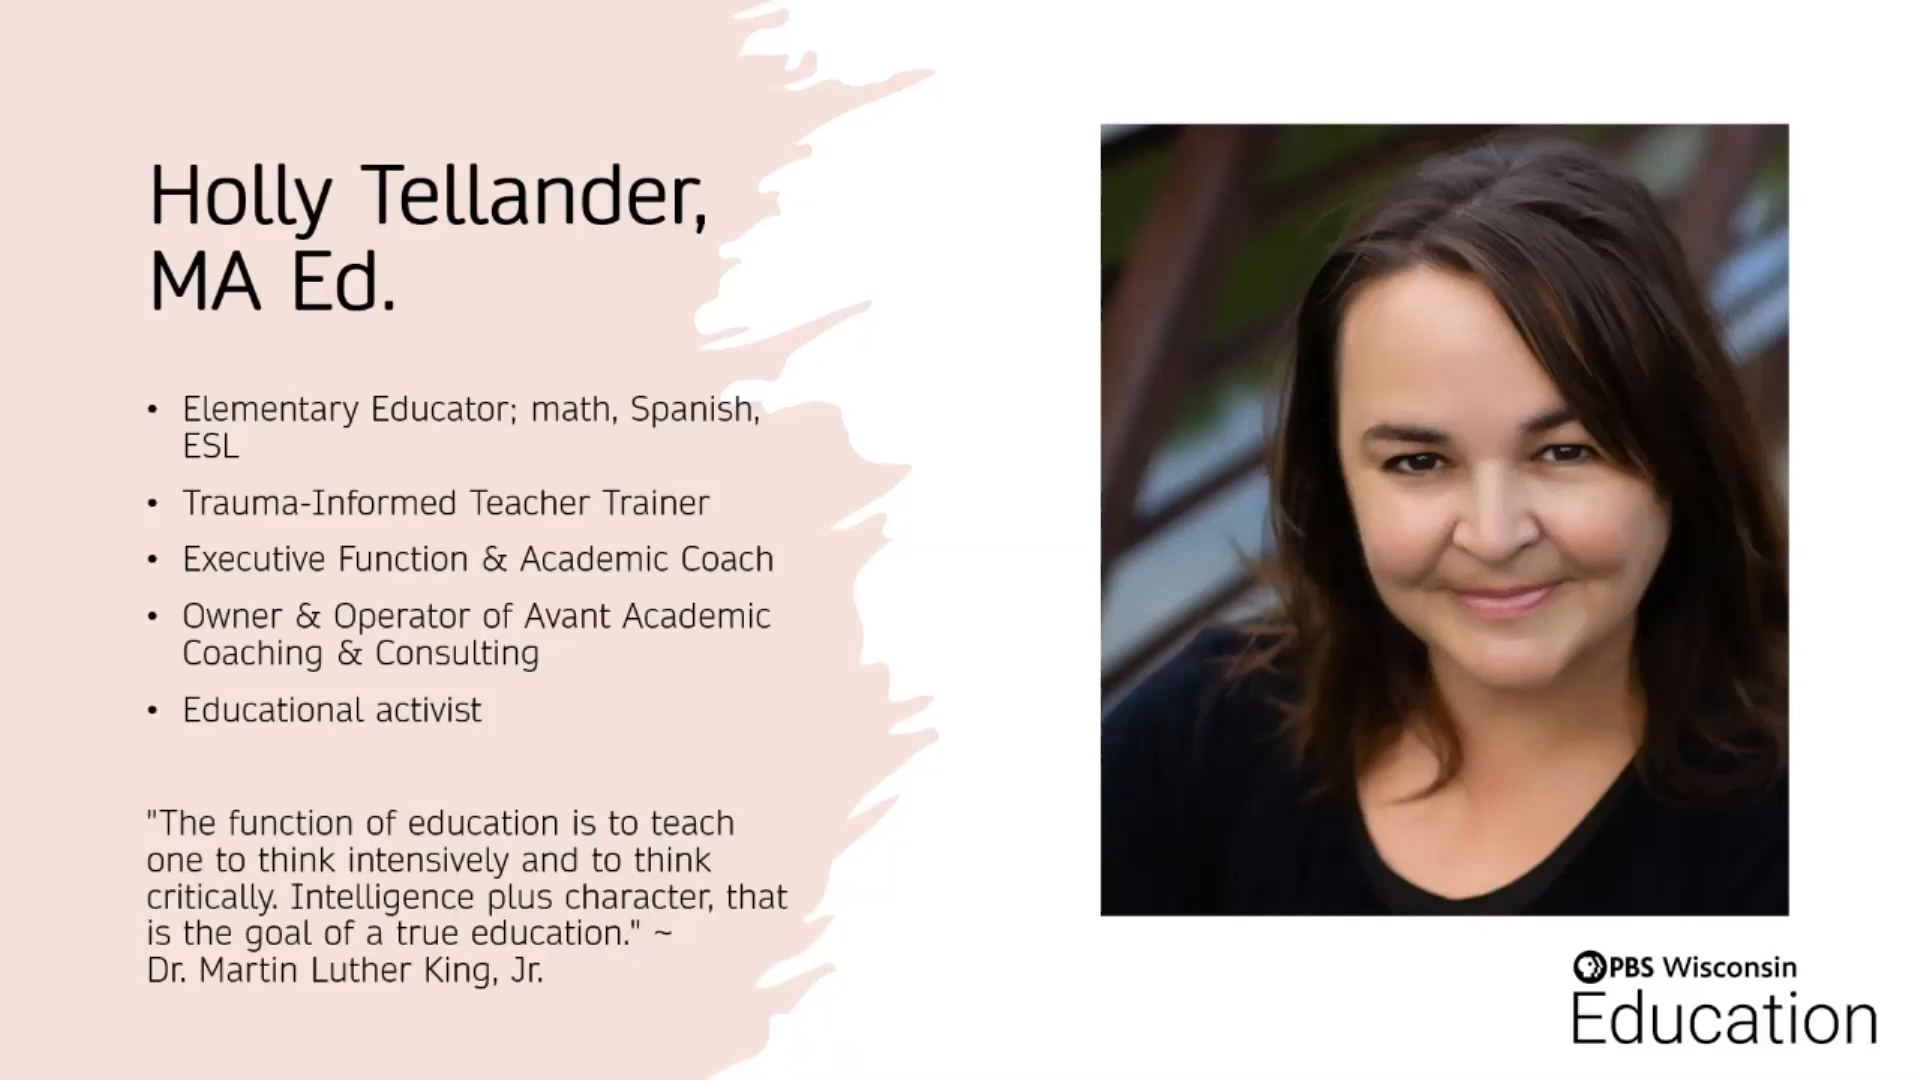 Holly Tellander,
MA Ed.
• Elementary Educator; math, Spanish,
ESL
• Trauma-Informed Teacher Trainer
• Executive Function & Academic Coach
• Owner & Operator of Avant Academic
Coaching & Consulting
• Educational activist
"The function of education is to teach
one to think intensively and to think
critically. Intelligence plus character, that
is the goal of a true education." ~
Dr. Martin Luther King, Jr.
PBS Wisconsin
Education